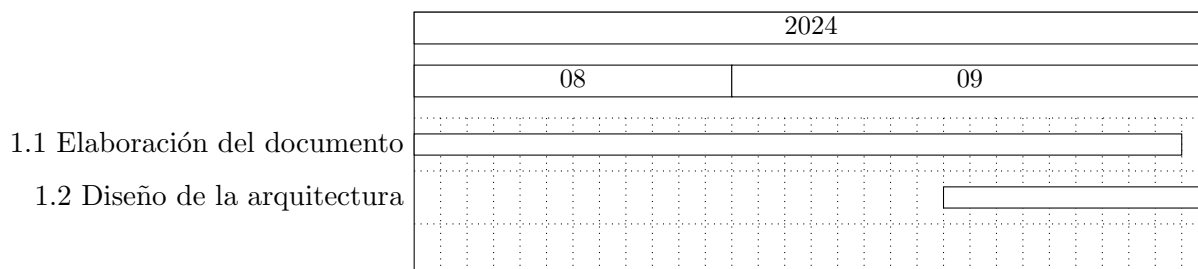 2024
08 09
1.1 Elaboración del documento
1.2 Diseño de la arquitectura